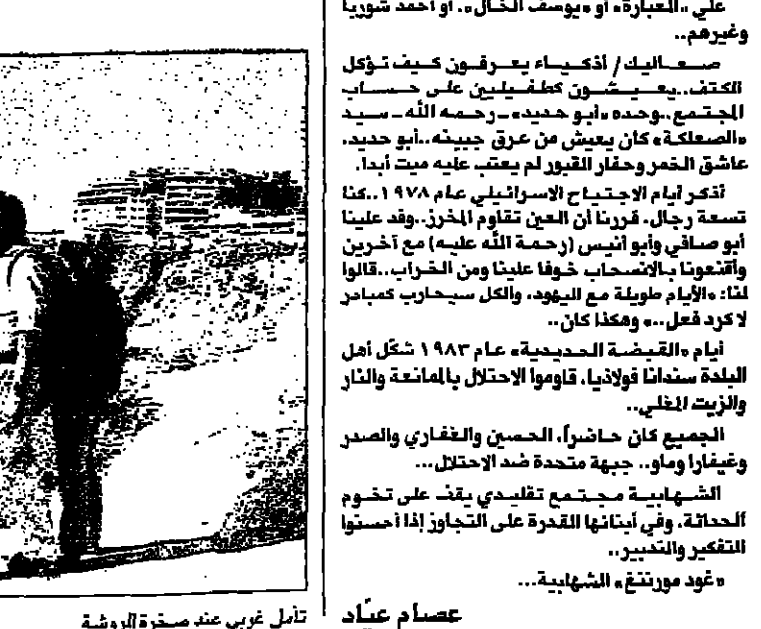 علي «العبارة» أو «يوسف الخال». أو أحمد شوربا
وغيرهم..
صعاليك / أذكياء يعرفون كيف تؤكل
الكتف..يعيشون كطفيليين على حساب
المجتمع..وحده «أبو حديد» - رحمه الله - سيد
«الصعلكة» كان يعيش من عرق جبينه..أبو حديد،
عاشق الخمر وحفار القبور لم يعتب عليه ميت أبدا.
أذكر أيام الاجتياح الاسرائيلي عام ١٩٧٨..كنا
تسعة رجال، قررنا أن العين تقاوم المخرز..وفد علينا
أبو صافي وأبو أنيس (رحمة الله عليه) مع آخرين
وأقنعونا بالانسحاب خوفا علينا ومن الخراب..قالوا
لنا: «الأيام طويلة مع اليهود، والكل سيحارب كمبادر
لا كرد فعل..» وهكذا كان..
أيام «القبضة الحديدية» عام ١٩٨٣ شكّل أهل
البلدة سندانا فولاذيا، قاوموا الاحتلال بالممانعة والنار
والزيت المغلي..
الجميع كان حاضراً، الحسين والغفاري والصدر
وغيفارا وماو.. جبهة متحدة ضد الاحتلال...
الشهابية مجتمع تقليدي يقف على تخوم
الحداثة، وفي أبنائها القدرة على التجاوز إذا أحسنوا
التفكير والتدبير..
«غود مورننغ» الشهابية...
عصام عيّاد
تأمل غوبي عند صخرة الروشة